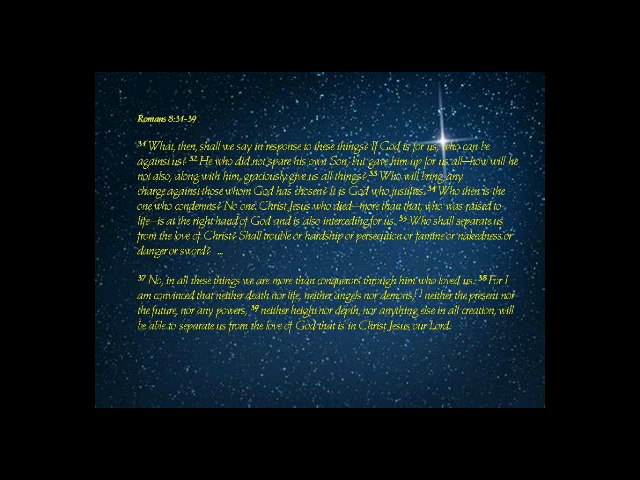 Romans 8:31-39
31 What, then, shall we say in response to these things? If God is for us, who can be
against us? 32 He who did not spare his own Son, but gave him up for us all—how will he
not also, along with him, graciously give us all things? 33 Who will bring any
charge against those whom God has chosen? It is God who justifies. 34 Who then is the
one who condemns? No one. Christ Jesus who died—more than that, who was raised to
life—is at the right hand of God and is also interceding for us. 35 Who shall separate us
from the love of Christ? Shall trouble or hardship or persecution or famine or nakedness or
danger or sword? ...
37 No, in all these things we are more than conquerors through him who loved us. 38 For I
am convinced that neither death nor life, neither angels nor demons, neither the present nor
the future, nor any powers, 39 neither height nor depth, nor anything else in all creation, will
be able to separate us from the love of God that is in Christ Jesus our Lord.